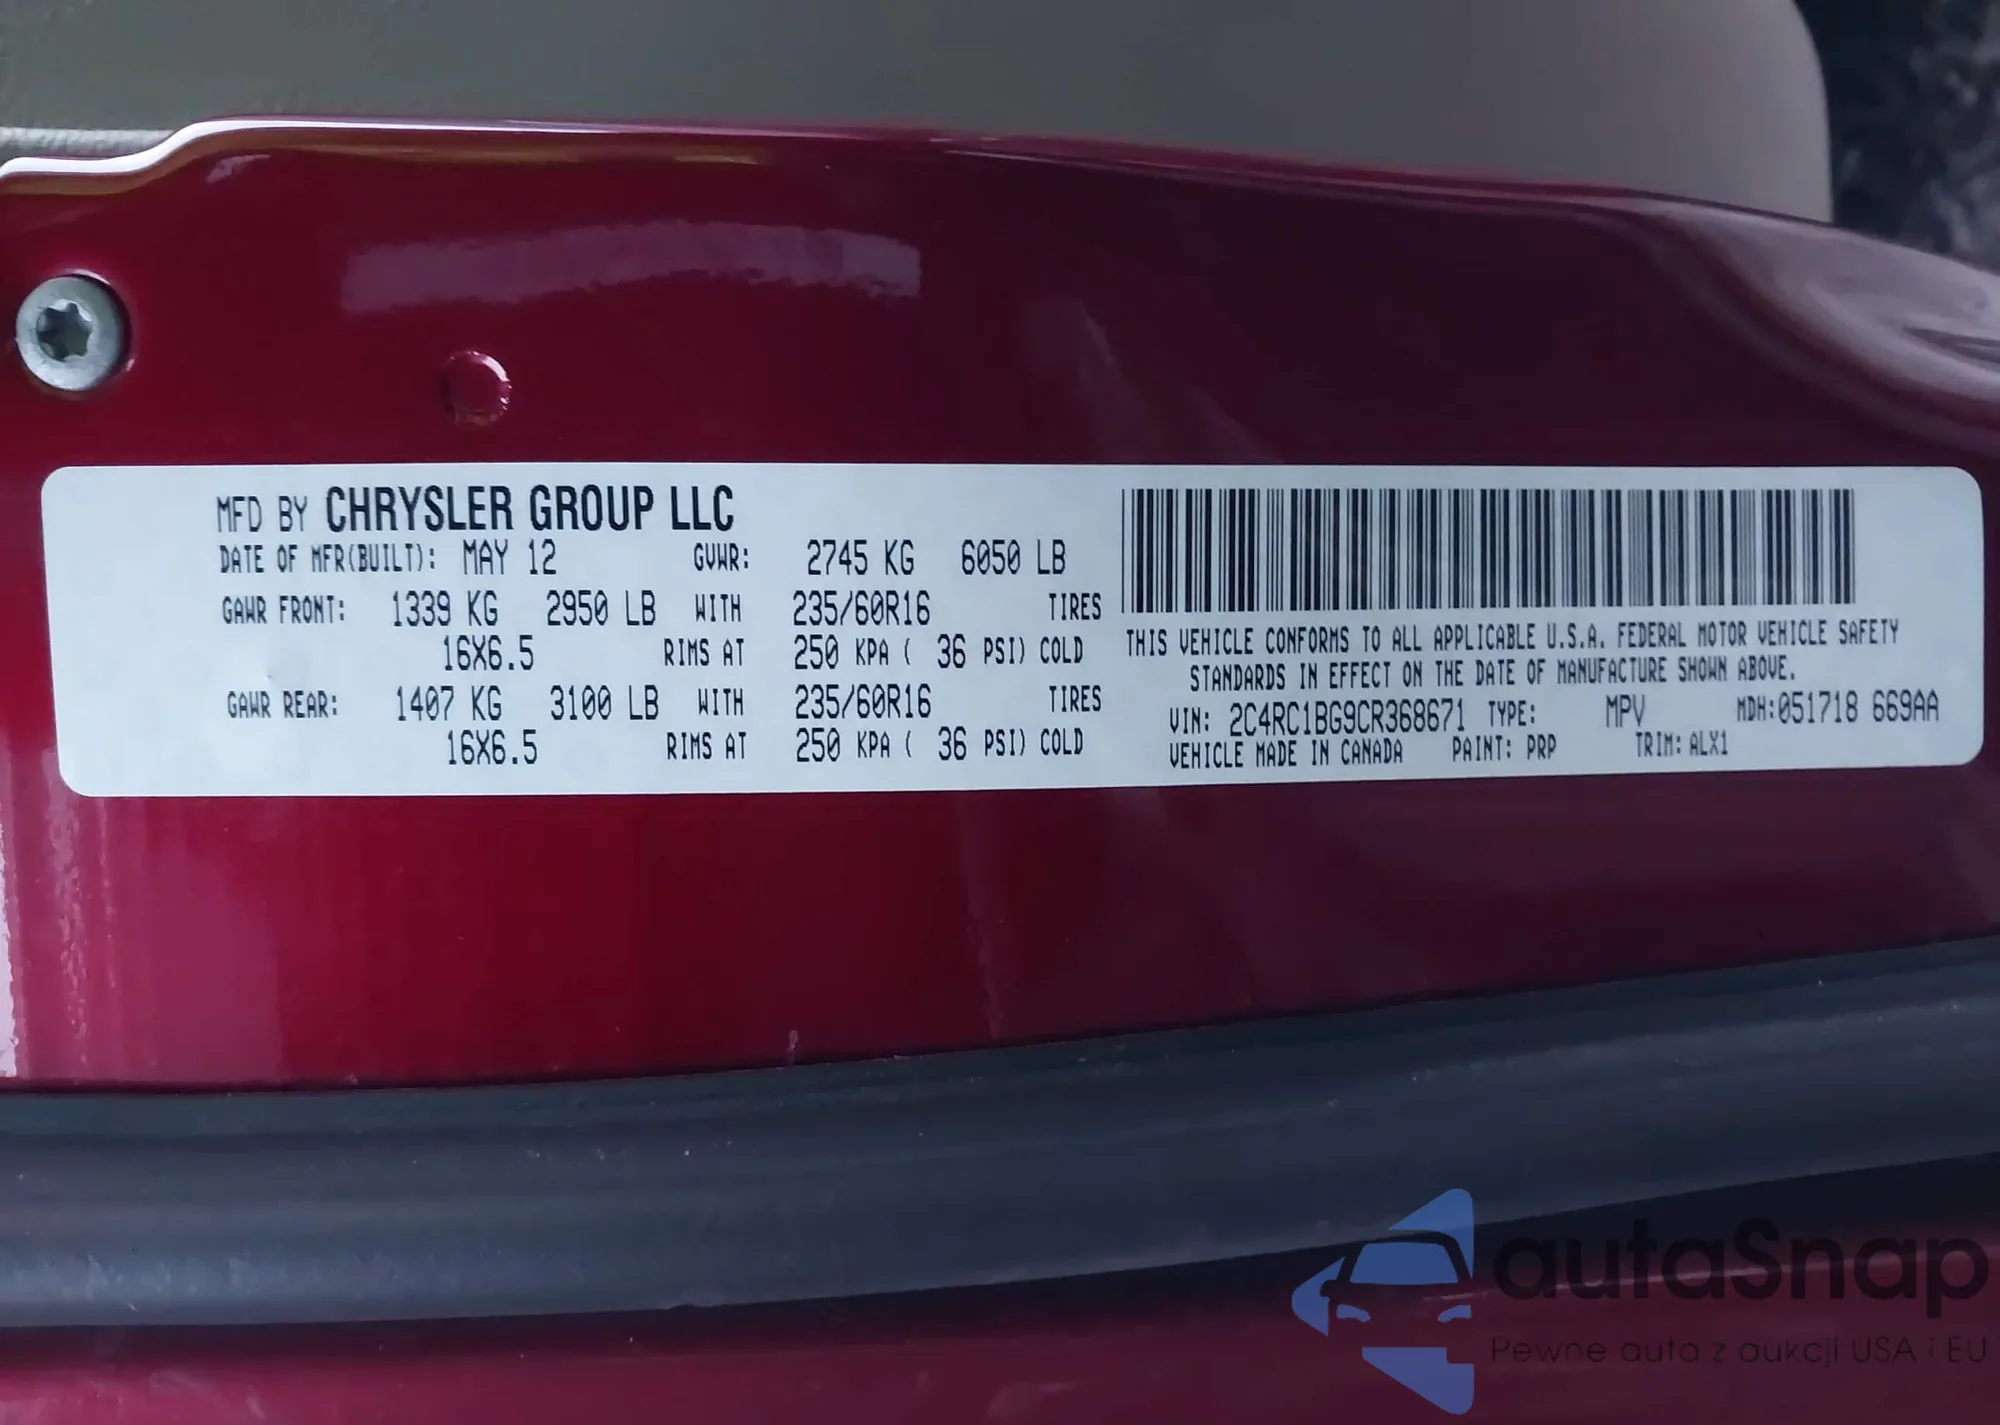 MFD BY CHRYSLER GROUP LLC
DATE OF MFR(BUILT): MAY 12 GVWR: 2745 KG 6050 LB
GAWR FRONT: 1339 KG 2950 LB WITH 235/60R16 TIRES
16X6.5 RIMS AT 250 KPA ( 36 PSI) COLD
GAWR REAR: 1407 KG 3100 LB WITH 235/60R16 TIRES
16X6.5 RIMS AT 250 KPA ( 36 PSI) COLD
THIS VEHICLE CONFORMS TO ALL APPLICABLE U.S.A. FEDERAL MOTOR VEHICLE SAFETY
STANDARDS IN EFFECT ON THE DATE OF MANUFACTURE SHOWN ABOVE.
VIN: 2C4RC1BG9CR368671 TYPE: MPV MDH:051718 669AA
VEHICLE MADE IN CANADA PAINT: PRP TRIM: ALX1
autaSnap
Pewne auta z aukcji USA i EU